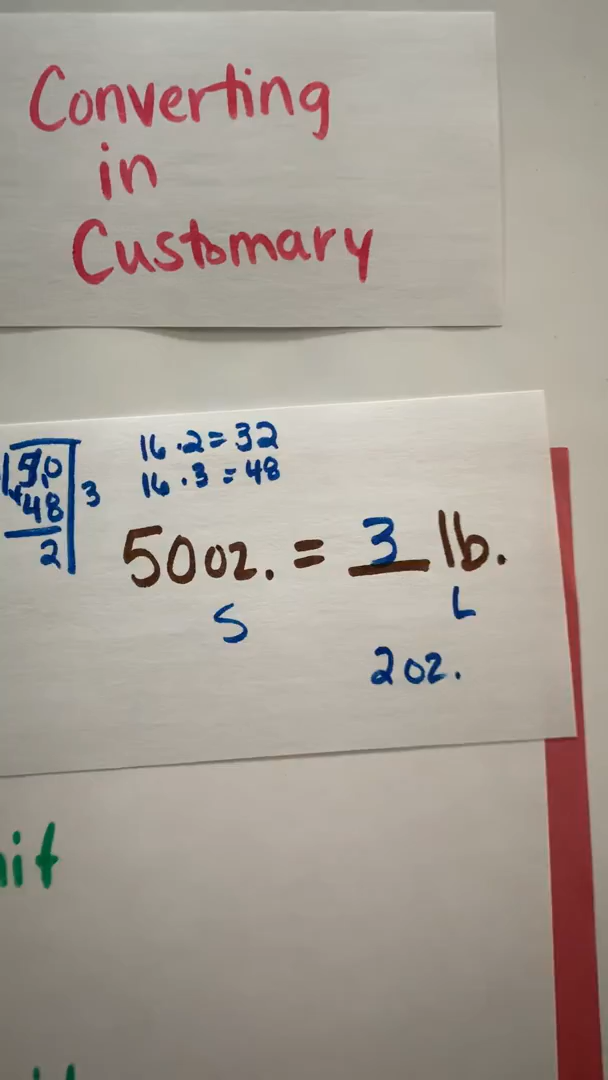 Converting
in
Customary
16 · 2 = 32
16 · 3 = 48
50
48
2
3
50 oz. = 3 lb.
S
L
2 oz.